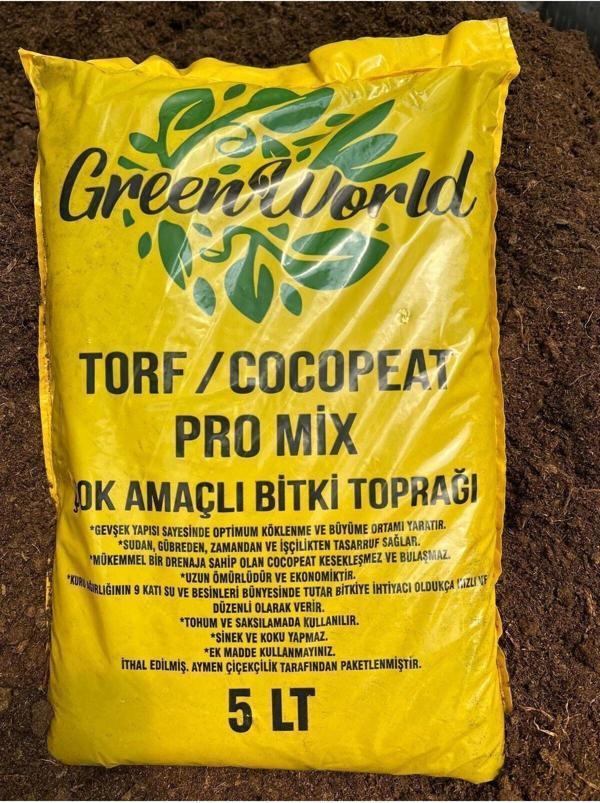 GreenWorld
TORF / COCOPEAT
PRO MİX
ÇOK AMAÇLI BİTKİ TOPRAĞI
*GEVŞEK YAPISI SAYESİNDE OPTIMUM KÖKLENME VE BÜYÜME ORTAMI YARATIR.
*SUDAN, GÜBREDEN, ZAMANDAN VE İŞÇİLİKTEN TASARRUF SAĞLAR.
*MÜKEMMEL BİR DRENAJA SAHİP OLAN COCOPEAT KESEKLEŞMEZ VE BULAŞMAZ.
*UZUN ÖMÜRLÜDÜR VE EKONOMİKTİR.
*KURU AĞIRLIĞININ 9 KATI SU VE BESİNLERİ BÜNYESİNDE TUTAR BİTKİYE İHTİYACI OLDUKÇA HIZLI VE
DÜZENLİ OLARAK VERİR.
*TOHUM VE SAKSILAMADA KULLANILIR.
*SİNEK VE KOKU YAPMAZ.
*EK MADDE KULLANMAYINIZ.
İTHAL EDİLMİŞ. AYMEN ÇİÇEKÇİLİK TARAFINDAN PAKETLENMİŞTİR.
5 LT